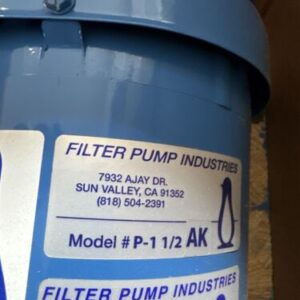 FILTER PUMP INDUSTRIES
7932 AJAY DR.
SUN VALLEY, CA 91352
(818) 504-2391
Model # P-1 1/2 AK
FILTER PUMP INDUSTRIES